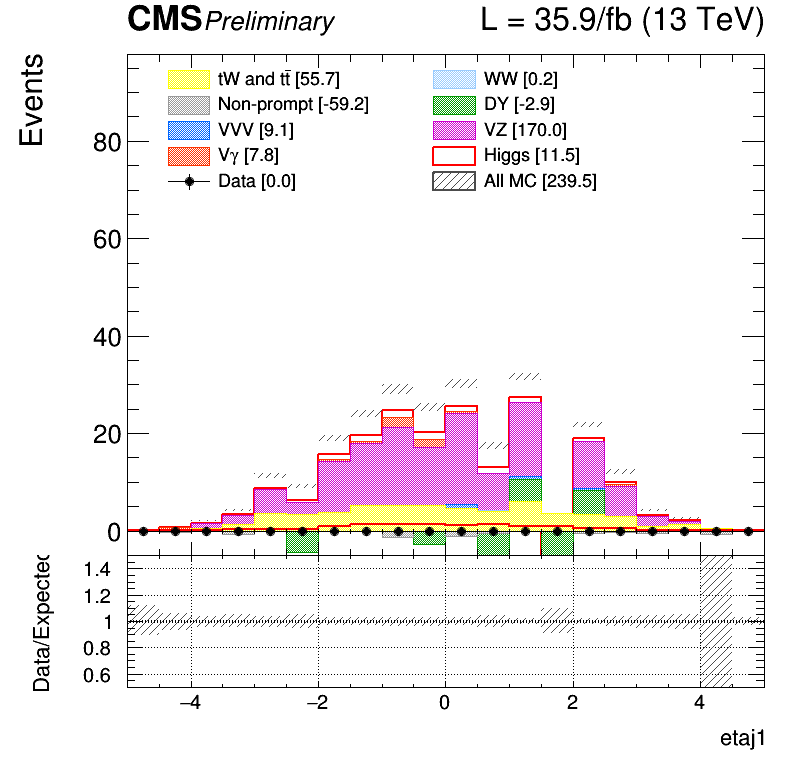 CMS Preliminary L = 35.9/fb (13 TeV)
Events
tW and tt̄ [55.7] WW [0.2]
Non-prompt [-59.2] DY [-2.9]
VVV [9.1] VZ [170.0]
Vγ [7.8] Higgs [11.5]
Data [0.0] All MC [239.5]
80
60
40
20
0
Data/Expected
1.4
1.2
1
0.8
0.6
−4 −2 0 2 4
etaj1